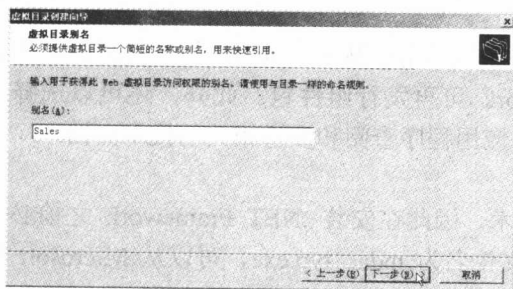 虚拟目录创建向导
虚拟目录别名
必须提供虚拟目录一个简短的名称或别名，用来快速引用。
输入用于获得此 Web 虚拟目录访问权限的别名。请使用与目录一样的命名规则。
别名(A):
Sales
< 上一步(B)
下一步(N) >
取消